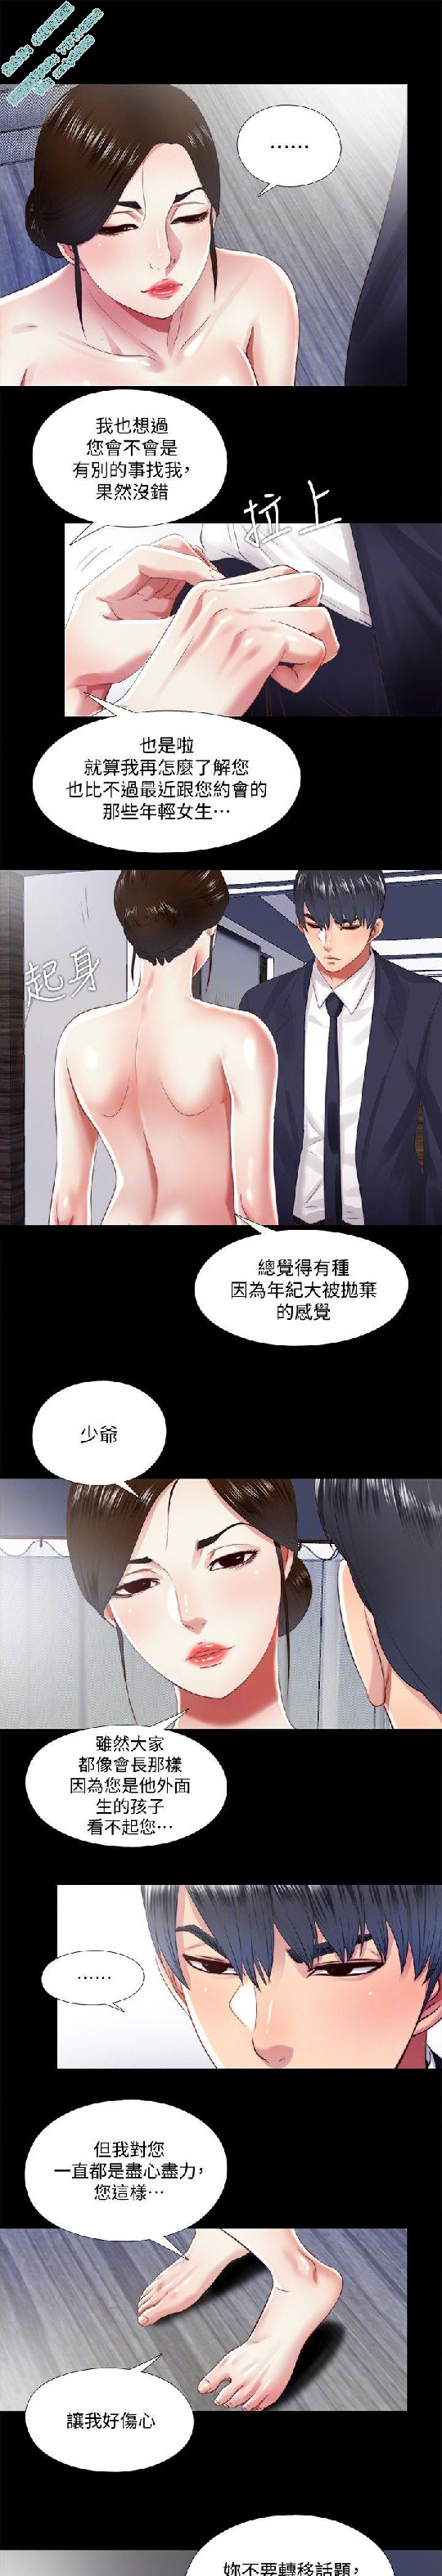 ……
我也想過
您會不會是
有別的事找我，
果然沒錯
拉上
也是啦
就算我再怎麼了解您
也比不過最近跟您約會的
那些年輕女生…
起身
總覺得有種
因為年紀大被拋棄
的感覺
少爺
雖然大家
都像會長那樣
因為您是他外面
生的孩子
看不起您…
……
但我對您
一直都是盡心盡力，
您這樣…
讓我好傷心
妳不要轉移話題，